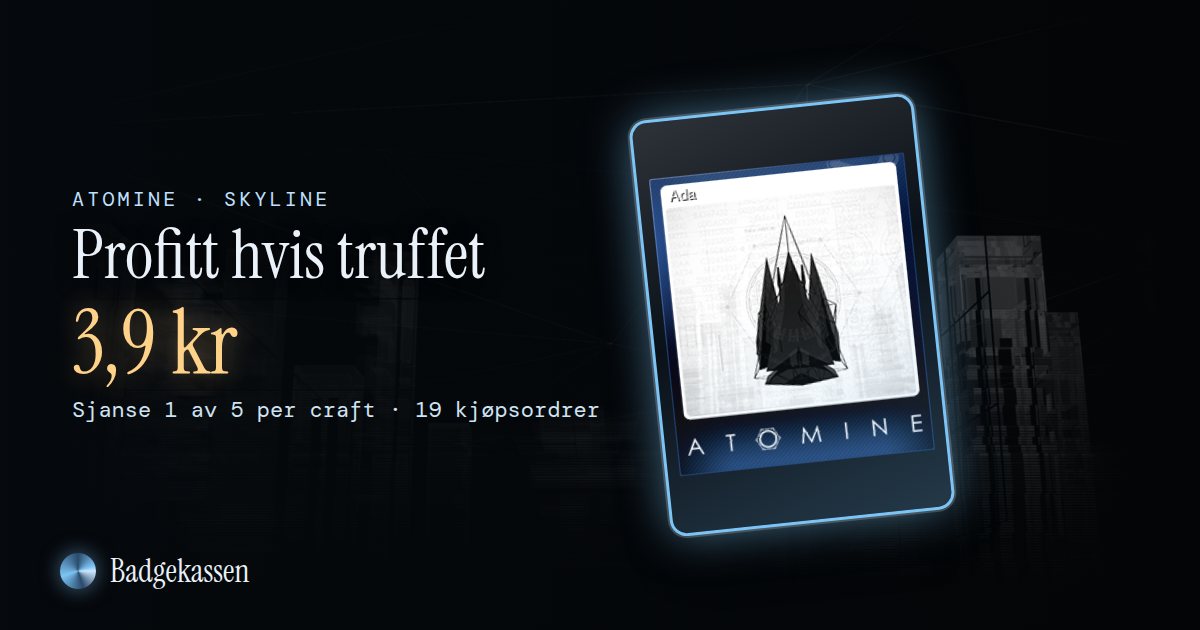 ATOMINE · SKYLINE
Profitt hvis truffet
3,9 kr
Sjanse 1 av 5 per craft · 19 kjøpsordrer
Ada
ATOMINE
Badgekassen